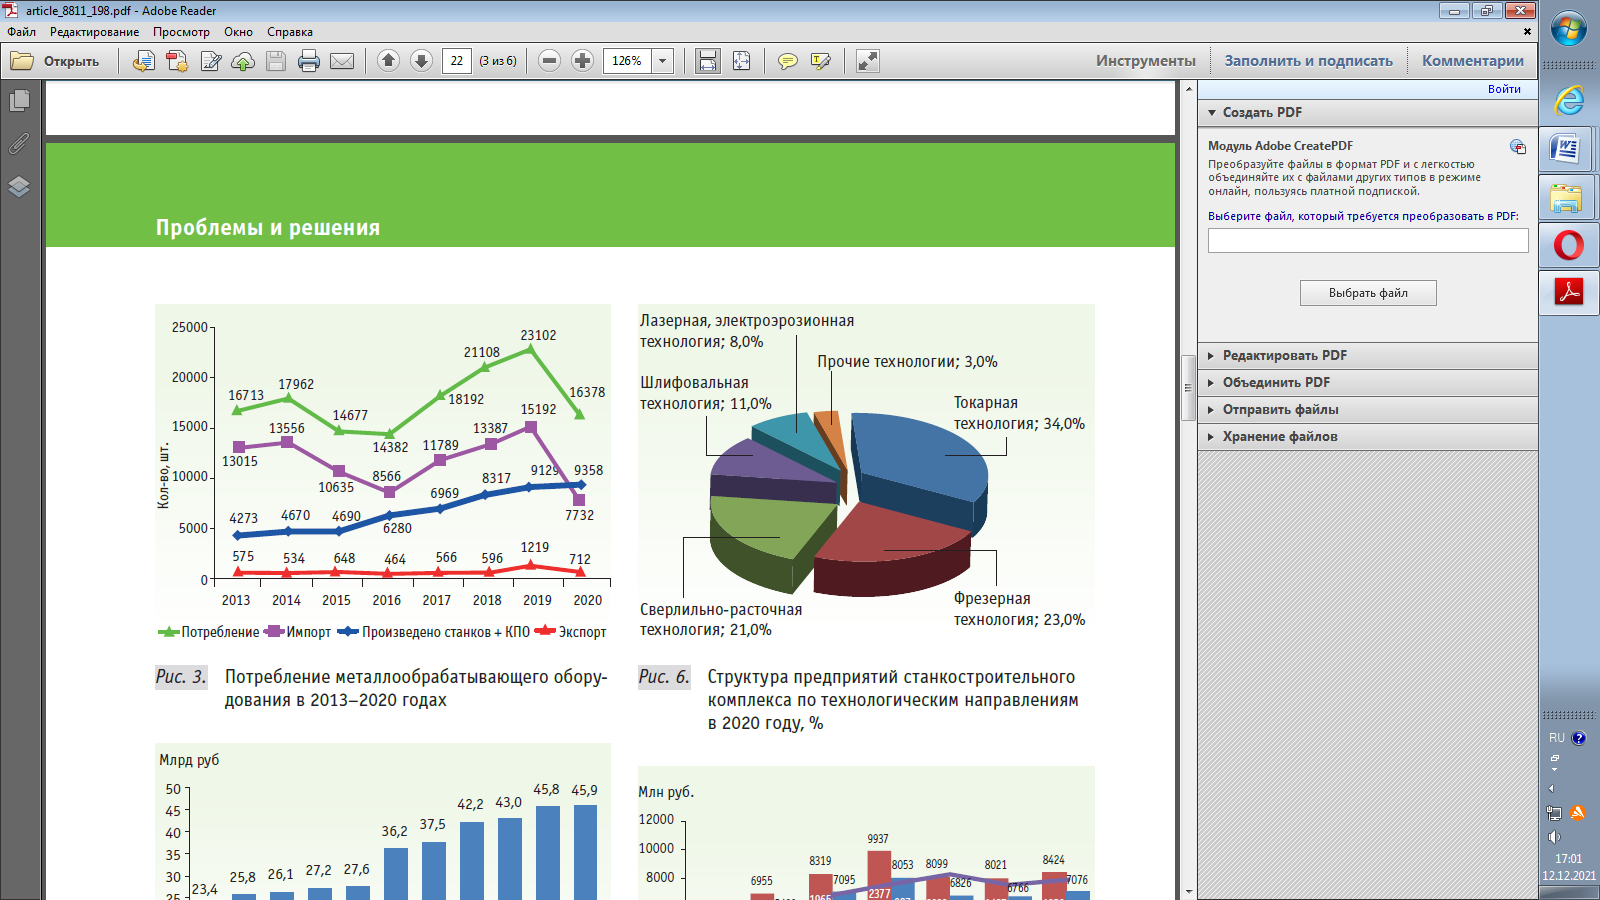 article_8811_198.pdf - Adobe Reader
Файл Редактирование Просмотр Окно Справка
Открыть
22 (3 из 6)
126%
Инструменты Заполнить и подписать Комментарии
Войти
Создать PDF
Модуль Adobe CreatePDF
Преобразуйте файлы в формат PDF и с легкостью
объединяйте их с файлами других типов в режиме
онлайн, пользуясь платной подпиской.
Выберите файл, который требуется преобразовать в PDF:
Выбрать файл
Редактировать PDF
Объединить PDF
Отправить файлы
Хранение файлов
Проблемы и решения
Кол-во, шт.
25000
20000
15000
10000
5000
0
16713 17962 14677 14382 18192 21108 23102 16378
13015 13556 10635 8566 11789 13387 15192 7732
4273 4670 4690 6280 6969 8317 9129 9358
575 534 648 464 566 596 1219 712
2013 2014 2015 2016 2017 2018 2019 2020
Потребление Импорт Произведено станков + КПО Экспорт
Рис. 3. Потребление металлообрабатывающего обору-
дования в 2013–2020 годах
Лазерная, электроэрозионная
технология; 8,0%
Прочие технологии; 3,0%
Шлифовальная
технология; 11,0%
Токарная
технология; 34,0%
Сверлильно-расточная
технология; 21,0%
Фрезерная
технология; 23,0%
Рис. 6. Структура предприятий станкостроительного
комплекса по технологическим направлениям
в 2020 году, %
Млрд руб
50
45
40
35
30
25
23,4 25,8 26,1 27,2 27,6 36,2 37,5 42,2 43,0 45,8 45,9
Млн руб.
12000
10000
8000
6955 8319 9937 8099 8021 8424
7095 8053 6826 6766 7076
2377
RU
17:01
12.12.2021